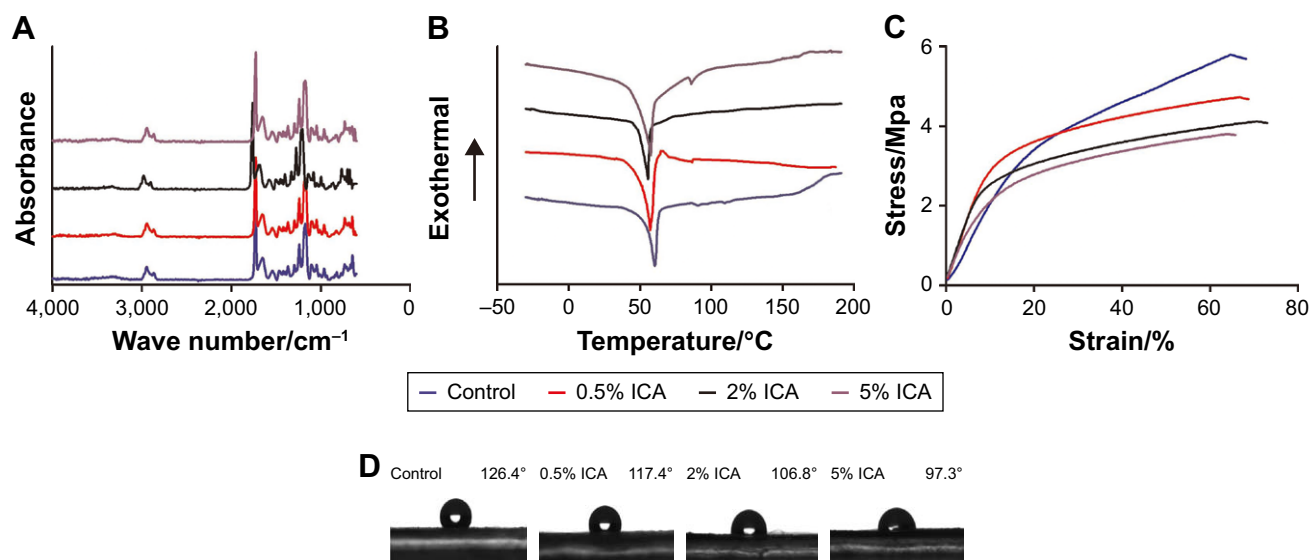 A
B
C
Absorbance
4,000 3,000 2,000 1,000 0
Wave number/cm⁻¹
Exothermal
–50 0 50 100 150 200
Temperature/°C
Stress/Mpa
6
4
2
0
0 20 40 60 80
Strain/%
Control 0.5% ICA 2% ICA 5% ICA
D
Control 126.4° 0.5% ICA 117.4° 2% ICA 106.8° 5% ICA 97.3°